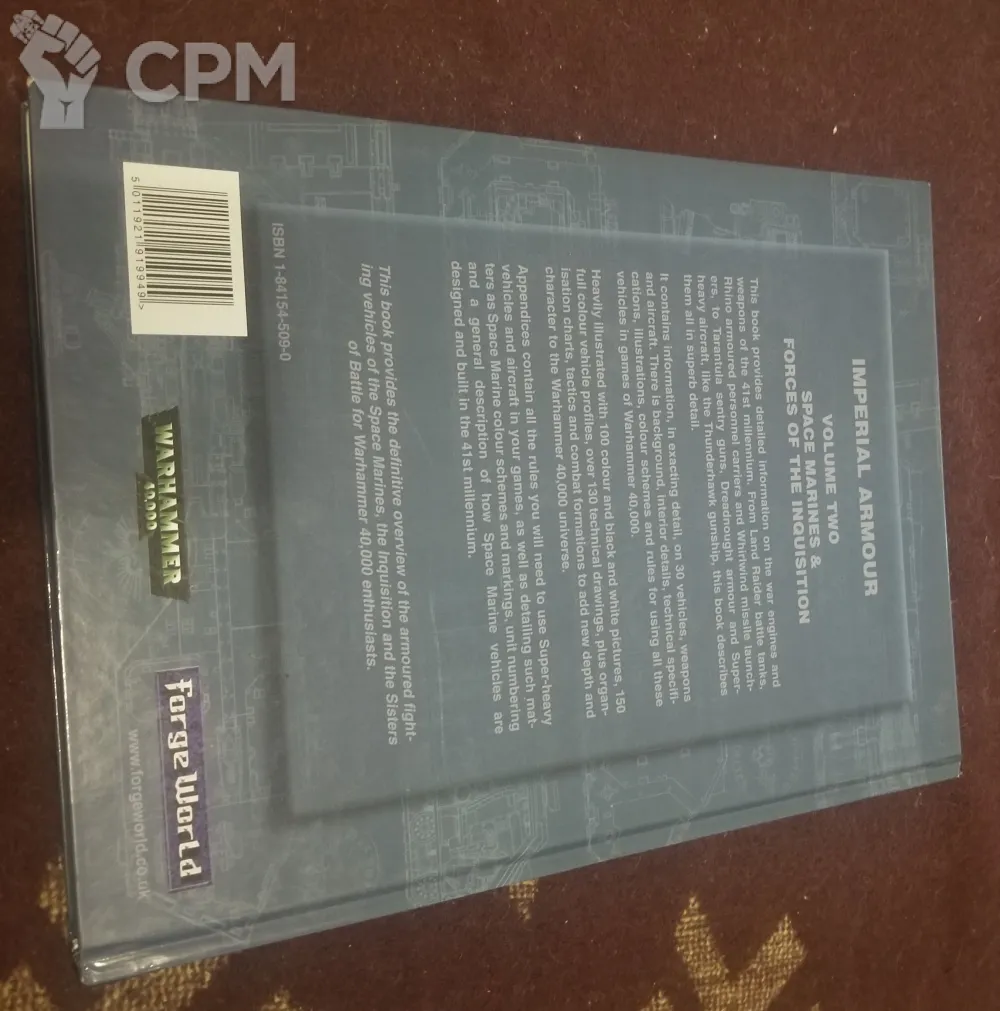 CPM
IMPERIAL ARMOUR
VOLUME TWO
SPACE MARINES &
FORCES OF THE INQUISITION
This book provides detailed information on the war engines and
weapons of the 41st millennium. From Land Raider battle tanks,
Rhino armoured personnel carriers and Whirlwind missile launch-
ers, to Tarantula sentry guns, Dreadnought armour and Super-
heavy aircraft, like the Thunderhawk gunship, this book describes
them all in superb detail.
It contains information, in exacting detail, on 30 vehicles, weapons
and aircraft. There is background, interior details, technical specifi-
cations, illustrations, colour schemes and rules for using all these
vehicles in games of Warhammer 40,000.
Heavily illustrated with 100 colour and black and white pictures, 150
full colour vehicle profiles, over 130 technical drawings, plus organ-
isation charts, tactics and combat formations to add new depth and
character to the Warhammer 40,000 universe.
Appendices contain all the rules you will need to use Super-heavy
vehicles and aircraft in your games, as well as detailing such mat-
ters as Space Marine colour schemes and markings, unit numbering
and a general description of how Space Marine vehicles are
designed and built in the 41st millennium.
This book provides the definitive overview of the armoured fight-
ing vehicles of the Space Marines, the Inquisition and the Sisters
of Battle for Warhammer 40,000 enthusiasts.
ISBN 1-84154-509-0
5 011921 919949 >
WARHAMMER
40,000
Forge World
www.forgeworld.co.uk